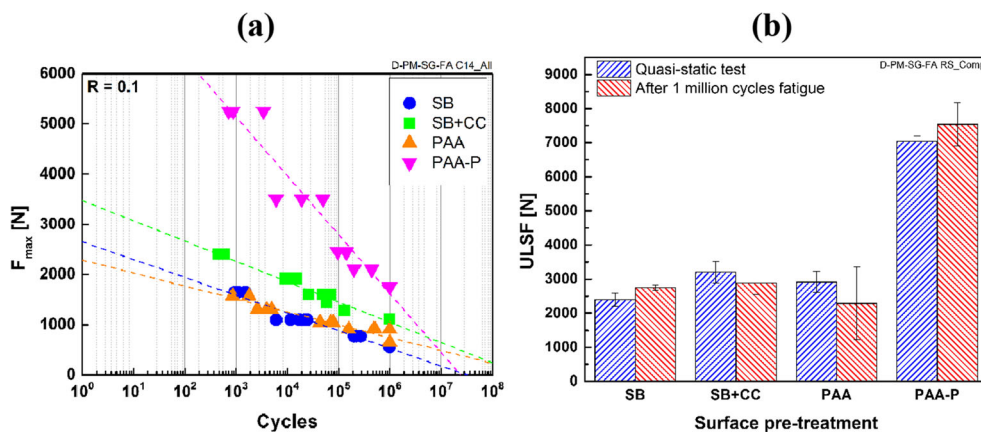 (a)
(b)
D-PM-SG-FA C14_All
R = 0.1
SB
SB+CC
PAA
PAA-P
6000
5000
4000
3000
2000
1000
0
F_max [N]
10^0 10^1 10^2 10^3 10^4 10^5 10^6 10^7 10^8
Cycles
D-PM-SG-FA RS_Comp
Quasi-static test
After 1 million cycles fatigue
9000
8000
7000
6000
5000
4000
3000
2000
1000
0
ULSF [N]
SB SB+CC PAA PAA-P
Surface pre-treatment